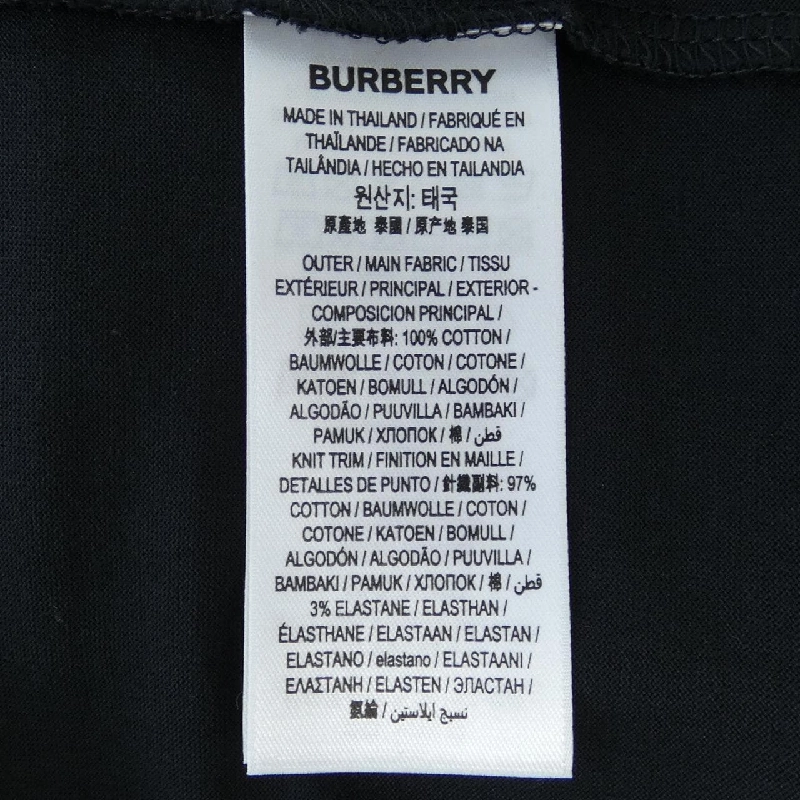 BURBERRY
MADE IN THAILAND / FABRIQUÉ EN
THAÏLANDE / FABRICADO NA
TAILÂNDIA / HECHO EN TAILANDIA
원산지: 태국
原產地 泰國 / 原产地 泰国
OUTER / MAIN FABRIC / TISSU
EXTÉRIEUR / PRINCIPAL / EXTERIOR -
COMPOSICION PRINCIPAL /
外部/主要布料: 100% COTTON /
BAUMWOLLE / COTON / COTONE /
KATOEN / BOMULL / ALGODÓN /
ALGODÃO / PUUVILLA / BAMBAKI /
PAMUK / ХЛОПОК / 棉 / قطن
KNIT TRIM / FINITION EN MAILLE /
DETALLES DE PUNTO / 針織副料: 97%
COTTON / BAUMWOLLE / COTON /
COTONE / KATOEN / BOMULL /
ALGODÓN / ALGODÃO / PUUVILLA /
BAMBAKI / PAMUK / ХЛОПОК / 棉 / قطن
3% ELASTANE / ELASTHAN /
ÉLASTHANE / ELASTAAN / ELASTAN /
ELASTANO / elastano / ELASTAANI /
ΕΛΑΣΤΑΝΗ / ELASTEN / ЭЛАСТАН /
氨綸 / نسيج ايلاستين